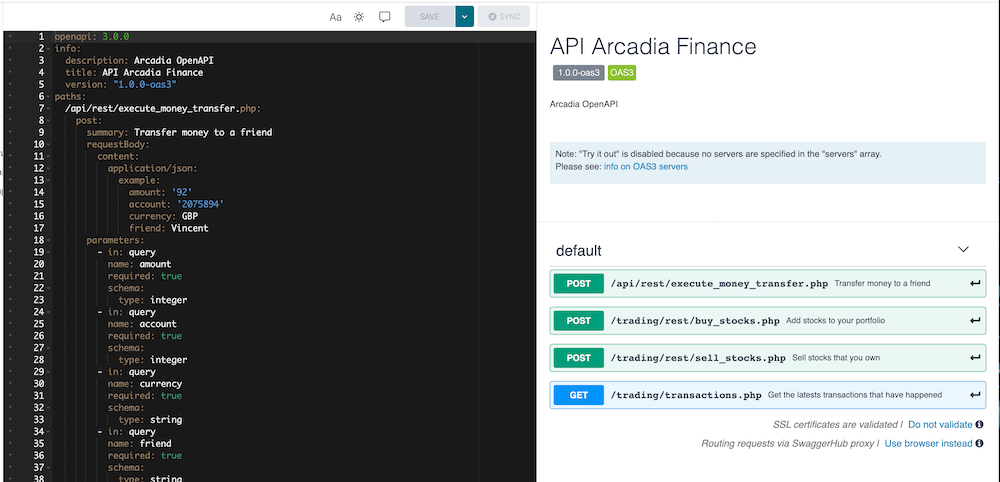 Aa SAVE SYNC
1 openapi: 3.0.0
2 info:
3 description: Arcadia OpenAPI
4 title: API Arcadia Finance
5 version: "1.0.0-oas3"
6 paths:
7 /api/rest/execute_money_transfer.php:
8 post:
9 summary: Transfer money to a friend
10 requestBody:
11 content:
12 application/json:
13 example:
14 amount: '92'
15 account: '2075894'
16 currency: GBP
17 friend: Vincent
18 parameters:
19 - in: query
20 name: amount
21 required: true
22 schema:
23 type: integer
24 - in: query
25 name: account
26 required: true
27 schema:
28 type: integer
29 - in: query
30 name: currency
31 required: true
32 schema:
33 type: string
34 - in: query
35 name: friend
36 required: true
37 schema:
38 type: string
API Arcadia Finance
1.0.0-oas3 OAS3
Arcadia OpenAPI
Note: "Try it out" is disabled because no servers are specified in the "servers" array.
Please see: info on OAS3 servers
default
POST /api/rest/execute_money_transfer.php Transfer money to a friend
POST /trading/rest/buy_stocks.php Add stocks to your portfolio
POST /trading/rest/sell_stocks.php Sell stocks that you own
GET /trading/transactions.php Get the latests transactions that have happened
SSL certificates are validated | Do not validate
Routing requests via SwaggerHub proxy | Use browser instead